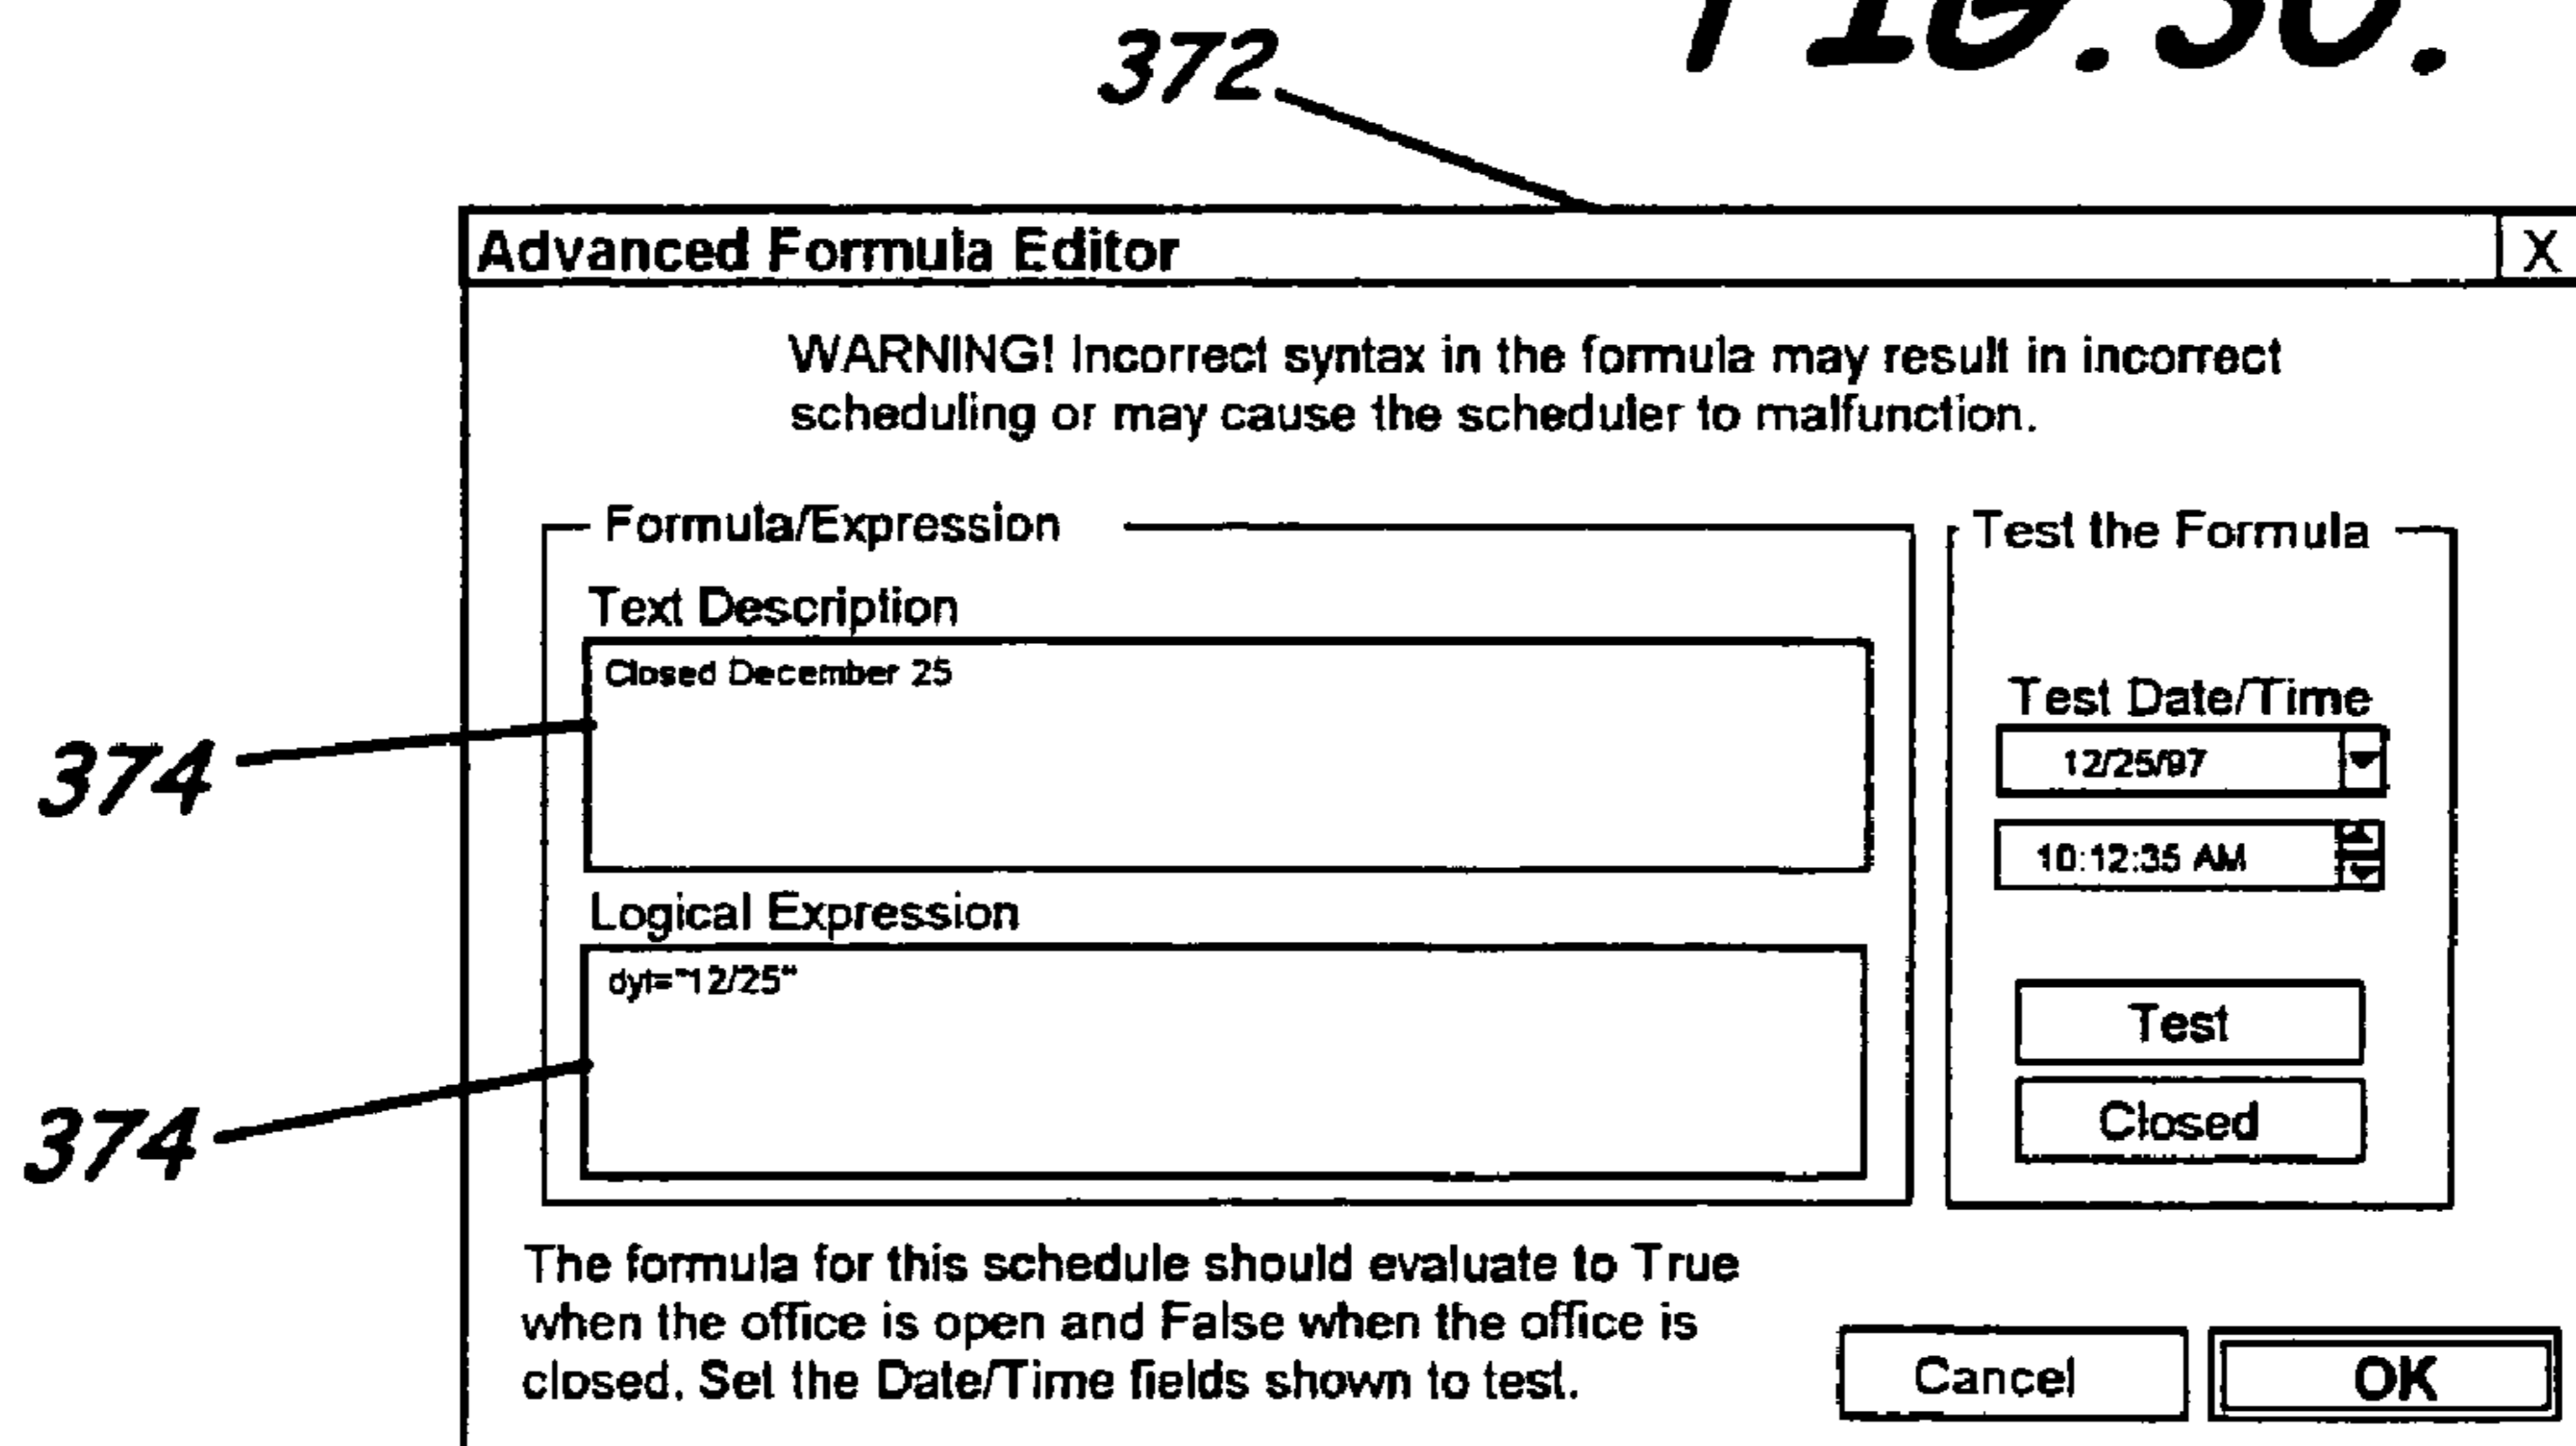 FIG.30.
372
Advanced Formula Editor X
WARNING! Incorrect syntax in the formula may result in incorrect
scheduling or may cause the scheduler to malfunction.
Formula/Expression
Text Description
Closed December 25
374
Logical Expression
dyt="12/25"
374
Test the Formula
Test Date/Time
12/25/97
10:12:35 AM
Test
Closed
The formula for this schedule should evaluate to True
when the office is open and False when the office is
closed. Set the Date/Time fields shown to test.
Cancel
OK